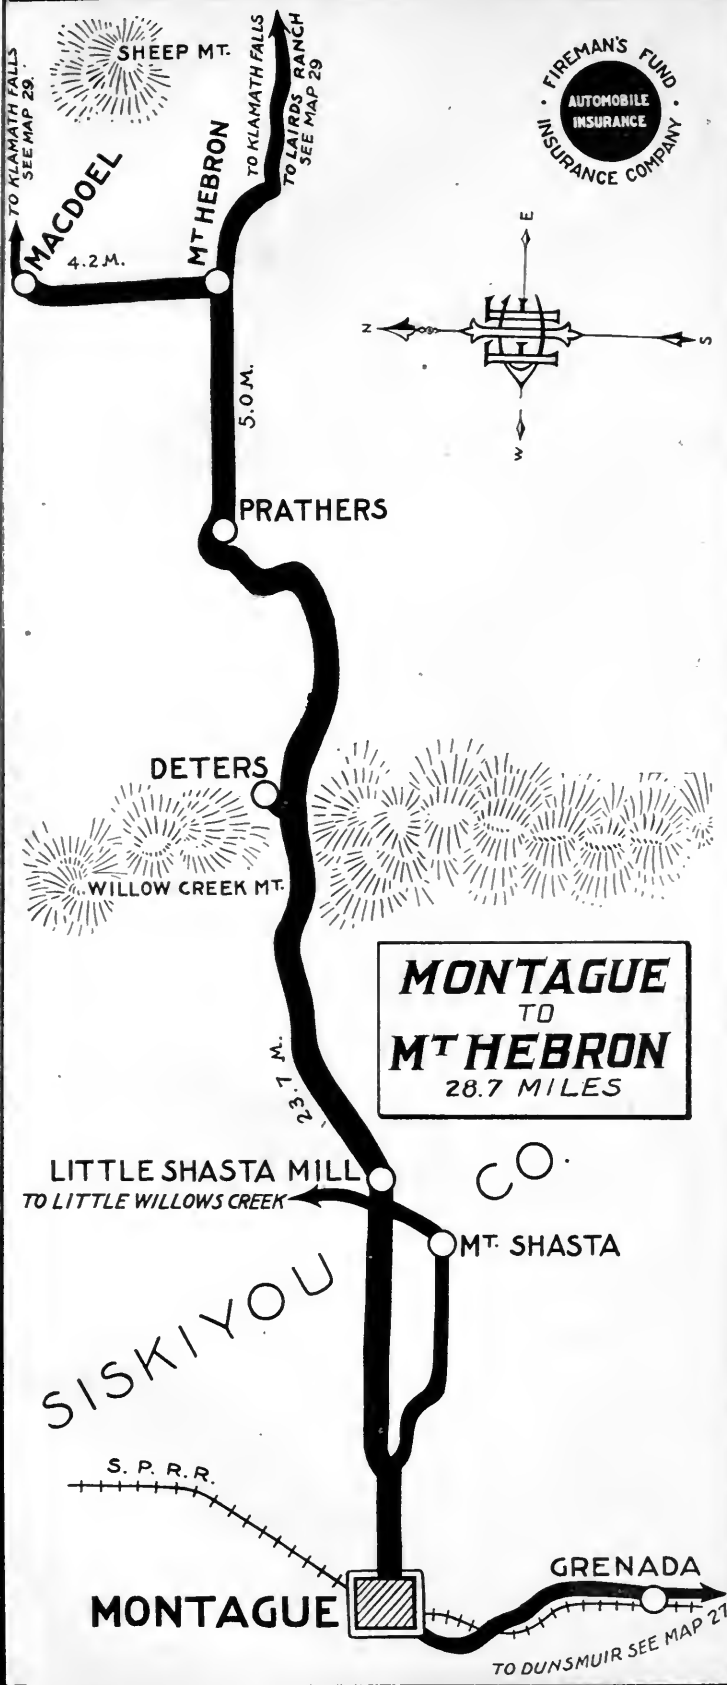 SHEEP MT.
TO KLAMATH FALLS
SEE MAP 29.
TO KLAMATH FALLS
TO LAIRDS RANCH
SEE MAP 29
· FIREMAN'S FUND ·
INSURANCE COMPANY
AUTOMOBILE
INSURANCE
MACDOEL
MT HEBRON
4.2 M.
E
N
S
W
5.0 M.
PRATHERS
DETERS
WILLOW CREEK MT.
MONTAGUE
TO
MT HEBRON
28.7 MILES
23.7 M.
LITTLE SHASTA MILL
TO LITTLE WILLOWS CREEK
MT. SHASTA
SISKIYOU CO.
S. P. R. R.
GRENADA
MONTAGUE
TO DUNSMUIR SEE MAP 27